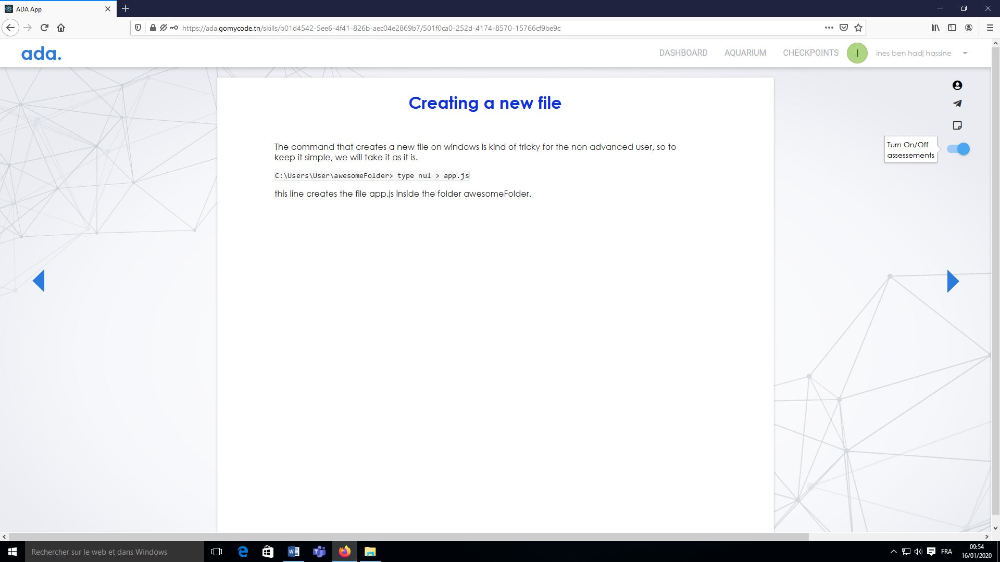 ADA App
https://ada.gomycode.tn/skills/b01d4542-5ee6-4f41-826b-aec04e2869b7/501f0ca0-252d-4174-8570-15766cf9be9c
ada.
DASHBOARD
AQUARIUM
CHECKPOINTS
I
ines ben hadj hassine
Creating a new file
Turn On/Off
assessements
The command that creates a new file on windows is kind of tricky for the non advanced user, so to
keep it simple, we will take it as it is.
C:\Users\User\awesomeFolder> type nul > app.js
this line creates the file app.js inside the folder awesomeFolder.
Rechercher sur le web et dans Windows
FRA
09:54
16/01/2020